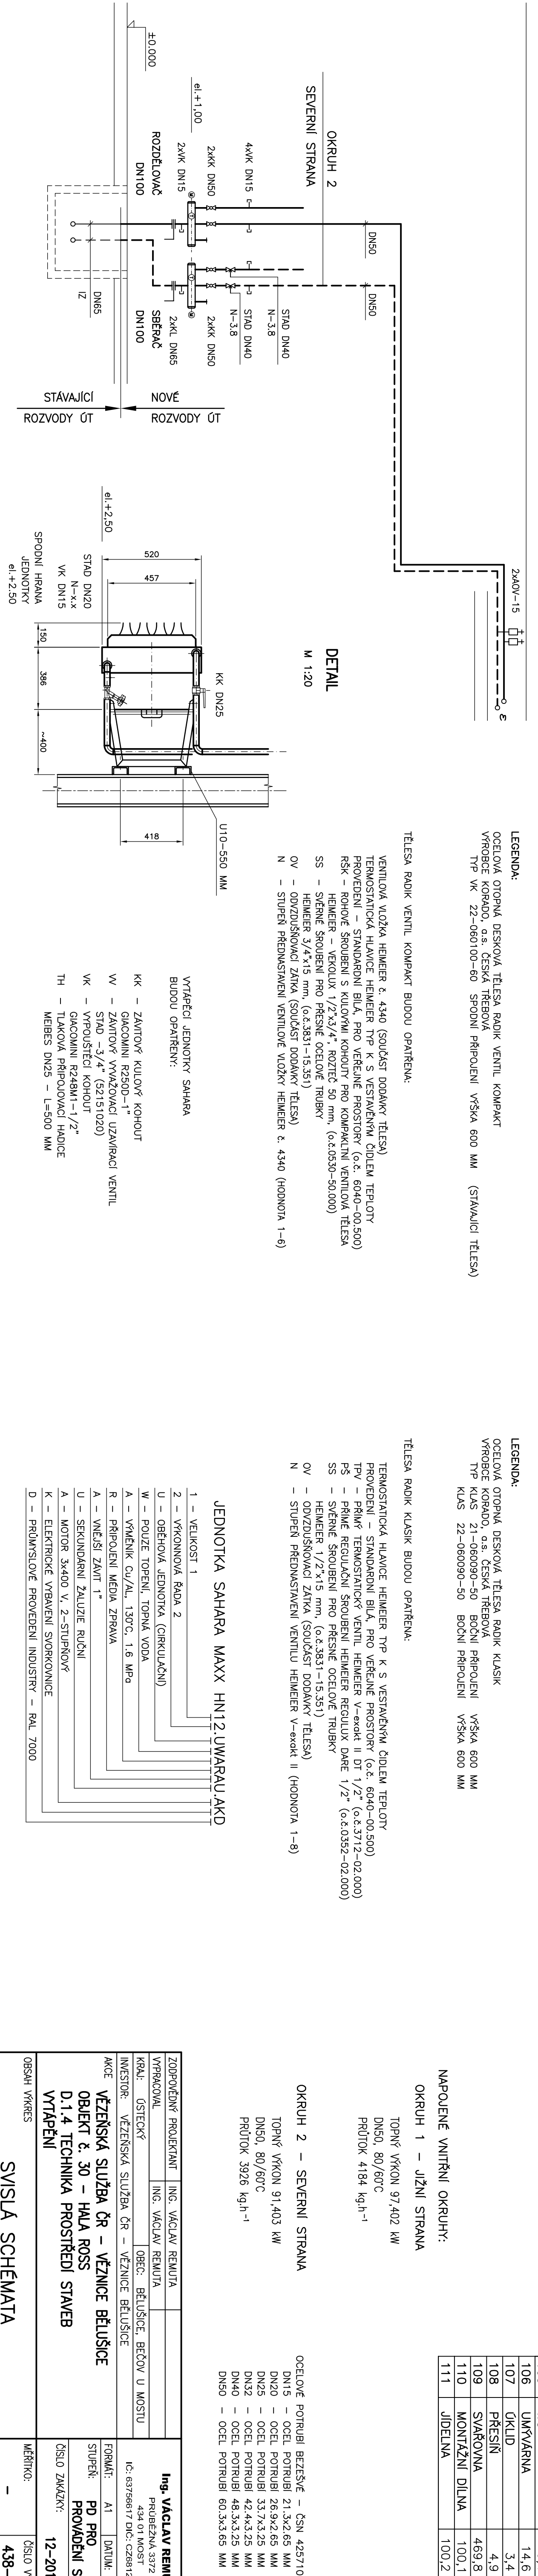 ±0.000
el.+1,00
OKRUH 2
SEVERNÍ STRANA
4xVK DN15
2xKK DN50
2xVK DN15
ROZDĚLOVAČ
DN100
DN50
DN50
STAD DN40
N-3.8
STAD DN40
N-3.8
2xKK DN50
2xKL DN65
SBĚRAČ
DN100
DN65
IZ
STÁVAJÍCÍ
ROZVODY ÚT
NOVÉ
ROZVODY ÚT
2xAOV-15
DETAIL
M 1:20
el.+2,50
520
457
STAD DN20
N-x.x
VK DN15
SPODNÍ HRANA
JEDNOTKY
el.+2.50
150
386
~400
KK DN25
418
U10-550 MM
LEGENDA:
OCELOVÁ OTOPNÁ DESKOVÁ TĚLESA RADIK VENTIL KOMPAKT
VÝROBCE KORADO, a.s. ČESKÁ TŘEBOVÁ
TYP VK 22-060100-60 SPODNÍ PŘIPOJENÍ VÝŠKA 600 MM (STÁVAJÍCÍ TĚLESA)
TĚLESA RADIK VENTIL KOMPAKT BUDOU OPATŘENA:
VENTILOVÁ VLOŽKA HEIMEIER č. 4340 (SOUČÁST DODÁVKY TĚLESA)
TERMOSTATICKÁ HLAVICE HEIMEIER TYP K S VESTAVĚNÝM ČIDLEM TEPLOTY
PROVEDENÍ - STANDARDNÍ BÍLÁ, PRO VEŘEJNÉ PROSTORY (o.č. 6040-00.500)
RŠK - ROHOVÉ ŠROUBENÍ S KULOVÝMI KOHOUTY PRO KOMPAKLTNÍ VENTILOVÁ TĚLESA
HEIMEIER - VEKOLUX 1/2"x3/4", ROZTEČ 50 mm, (o.č.0530-50.000)
SS - SVĚRNÉ ŠROUBENÍ PRO PŘESNÉ OCELOVÉ TRUBKY
HEIMEIER 3/4"x15 mm, (o.č.3831-15.351)
OV - ODVZDUŠŇOVACÍ ZÁTKA (SOUČÁST DODÁVKY TĚLESA)
N - STUPEŇ PŘEDNASTAVENÍ VENTILOVÉ VLOŽKY HEIMEIER č. 4340 (HODNOTA 1-6)
VYTÁPĚCÍ JEDNOTKY SAHARA
BUDOU OPATŘENY:
KK - ZÁVITOVÝ KULOVÝ KOHOUT
GIACOMINI R250D-1"
VV - ZÁVITOVÝ VYVAŽOVACÍ UZAVÍRACÍ VENTIL
STAD -3/4" (52151020)
VK - VYPOUŠTĚCÍ KOHOUT
GIACOMINI R248M1-1/2"
TH - TLAKOVÁ PŘIPOJOVACÍ HADICE
MEIBES DN25 - L=500 MM
LEGENDA:
OCELOVÁ OTOPNÁ DESKOVÁ TĚLESA RADIK KLASIK
VÝROBCE KORADO, a.s. ČESKÁ TŘEBOVÁ
TYP KLAS 21-060090-50 BOČNÍ PŘIPOJENÍ VÝŠKA 600 MM
KLAS 22-060090-50 BOČNÍ PŘIPOJENÍ VÝŠKA 600 MM
TĚLESA RADIK KLASIK BUDOU OPATŘENA:
TERMOSTATICKÁ HLAVICE HEIMEIER TYP K S VESTAVĚNÝM ČIDLEM TEPLOTY
PROVEDENÍ - STANDARDNÍ BÍLÁ, PRO VEŘEJNÉ PROSTORY (o.č. 6040-00.500)
TPV - PŘÍMÝ TERMOSTATICKÝ VENTIL HEIMEIER V-exakt II DT 1/2" (o.č.3712-02.000)
PŠ - PŘÍMÉ REGULAČNÍ ŠROUBENÍ HEIMEIER REGULUX DARE 1/2" (o.č.0352-02.000)
SS - SVĚRNÉ ŠROUBENÍ PRO PŘESNÉ OCELOVÉ TRUBKY
HEIMEIER 1/2"x15 mm, (o.č.3831-15.351)
OV - ODVZDUŠŇOVACÍ ZÁTKA (SOUČÁST DODÁVKY TĚLESA)
N - STUPEŇ PŘEDNASTAVENÍ VENTILU HEIMEIER V-exakt II (HODNOTA 1-8)
JEDNOTKA SAHARA MAXX HN12.UWARAU.AKD
1 - VELIKOST 1
2 - VÝKONNOVÁ ŘADA 2
U - OBĚHOVÁ JEDNOTKA (CIRKULAČNÍ)
W - POUZE TOPENÍ, TOPNÁ VODA
A - VÝMĚNÍK Cu/AL, 130°C, 1.6 MPa
R - PŘIPOJENÍ MÉDIA ZPRAVA
A - VNĚJŠÍ ZÁVIT 1"
U - SEKUNDÁRNÍ ŽALUZIE RUČNÍ
A - MOTOR 3x400 V, 2-STUPŇOVÝ
K - ELEKTRICKÉ VYBAVENÍ SVORKOVNICE
D - PRŮMYSLOVÉ PROVEDENÍ INDUSTRY - RAL 7000
NAPOJENÉ VNITŘNÍ OKRUHY:
OKRUH 1 - JIŽNÍ STRANA
TOPNÝ VÝKON 97,402 kW
DN50, 80/60°C
PRŮTOK 4184 kg.h⁻¹
OKRUH 2 - SEVERNÍ STRANA
TOPNÝ VÝKON 91,403 kW
DN50, 80/60°C
PRŮTOK 3926 kg.h⁻¹
106 UMÝVÁRNA 14,6
107 ÚKLID 3,4
108 PŘESÍŇ 4,9
109 SVAŘOVNA 469,8
110 MONTÁŽNÍ DÍLNA 100,1
111 JÍDELNA 100,2
OCELOVÉ POTRUBÍ BEZEŠVÉ - ČSN 425710
DN15 - OCEL POTRUBÍ 21.3x2.65 MM
DN20 - OCEL POTRUBÍ 26.9x2.65 MM
DN25 - OCEL POTRUBÍ 33.7x3.25 MM
DN32 - OCEL POTRUBÍ 42.4x3.25 MM
DN40 - OCEL POTRUBÍ 48.3x3.25 MM
DN50 - OCEL POTRUBÍ 60.3x3.65 MM
ZODPOVĚDNÝ PROJEKTANT ING. VÁCLAV REMUTA
VYPRACOVAL ING. VÁCLAV REMUTA
KRAJ: ÚSTECKÝ OBEC: BĚLUŠICE, BEČOV U MOSTU
INVESTOR: VĚZEŇSKÁ SLUŽBA ČR - VĚZNICE BĚLUŠICE
AKCE VĚZEŇSKÁ SLUŽBA ČR - VĚZNICE BĚLUŠICE
OBJEKT č. 30 - HALA ROSS
D.1.4 TECHNIKA PROSTŘEDÍ STAVEB
VYTÁPĚNÍ
OBSAH VÝKRES
SVISLÁ SCHÉMATA
Ing. VÁCLAV REMU
PRŮBĚŽNÁ 3372
434 01 MOST
IČ: 63756617 DIČ: CZ6812
FORMÁT: A1 DATUM:
STUPEŇ: PD PRO
PROVÁDĚNÍ S
ČÍSLO ZAKÁZKY: 12-201
MĚŘÍTKO: -
ČÍSLO V
438-